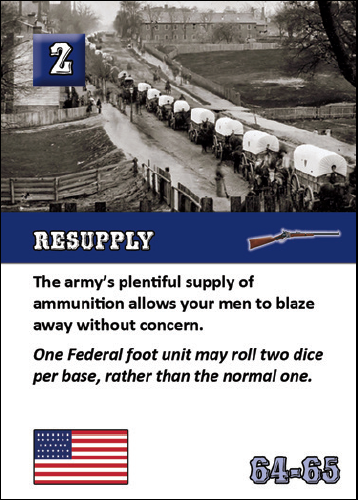 2
RESUPPLY
The army's plentiful supply of
ammunition allows your men to blaze
away without concern.
One Federal foot unit may roll two dice
per base, rather than the normal one.
64-65